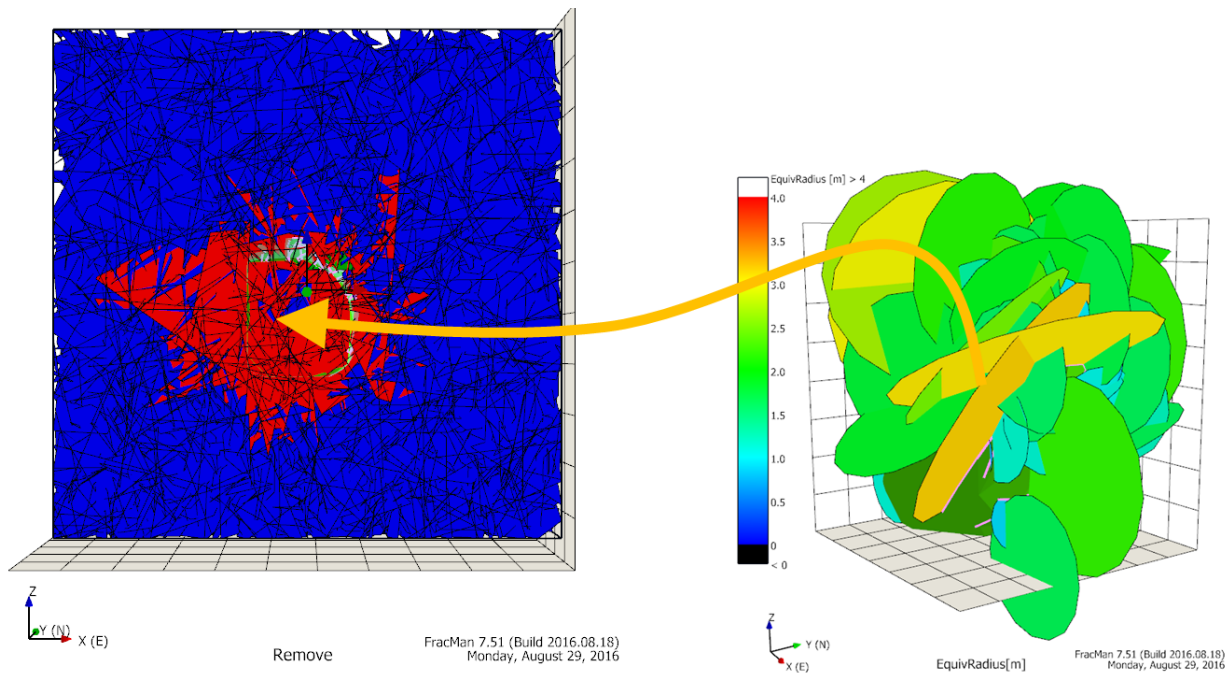 Z
Y (N)
X (E)
Remove
FracMan 7.51 (Build 2016.08.18)
Monday, August 29, 2016
EquivRadius [m] > 4
4.0
3.5
3.0
2.5
2.0
1.5
1.0
0.5
0
< 0
Z
Y (N)
X (E)
EquivRadius[m]
FracMan 7.51 (Build 2016.08.18)
Monday, August 29, 2016